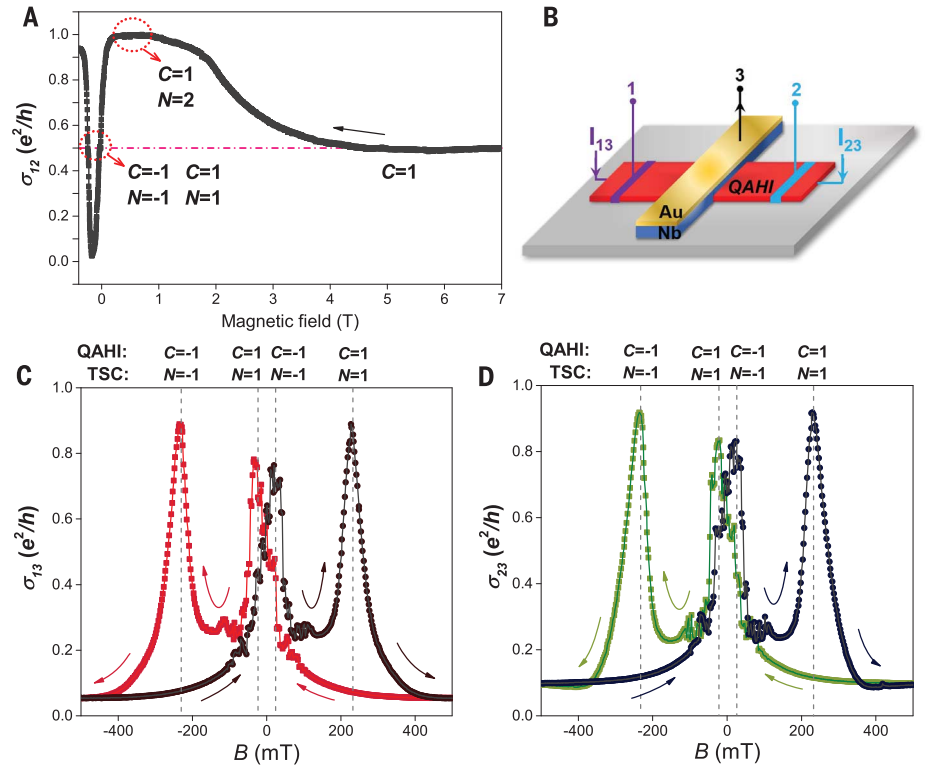 A
σ12 (e²/h)
1.0
0.8
0.6
0.4
0.2
0.0
C=1
N=2
C=-1 C=1
N=-1 N=1
C=1
0 1 2 3 4 5 6 7
Magnetic field (T)
B
1
3
2
I13
I23
QAHI
Au
Nb
QAHI: C=-1 C=1 C=-1 C=1
TSC: N=-1 N=1 N=-1 N=1
C
σ13 (e²/h)
1.0
0.8
0.6
0.4
0.2
0.0
-400 -200 0 200 400
B (mT)
QAHI: C=-1 C=1 C=-1 C=1
TSC: N=-1 N=1 N=-1 N=1
D
σ23 (e²/h)
1.0
0.8
0.6
0.4
0.2
0.0
-400 -200 0 200 400
B (mT)